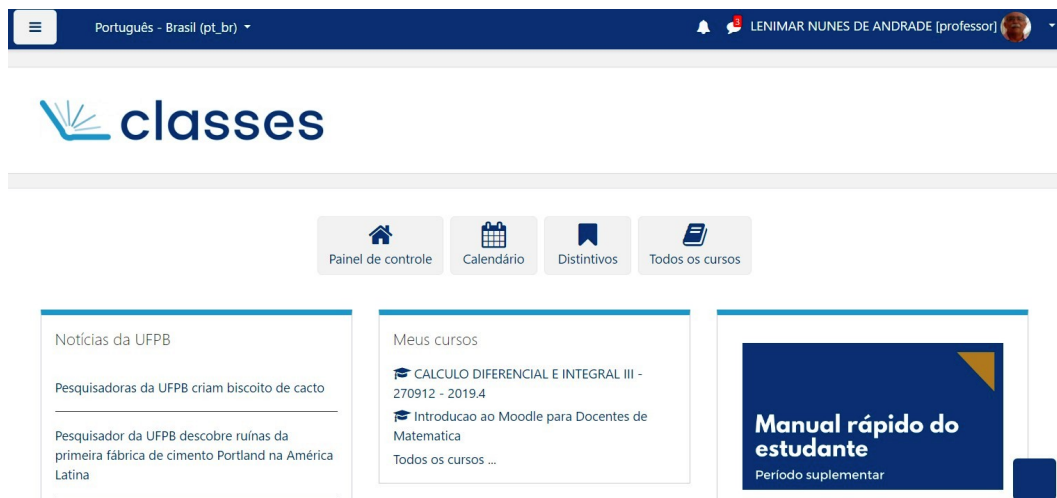 Português - Brasil (pt_br)
3
LENIMAR NUNES DE ANDRADE [professor]
classes
Painel de controle
Calendário
Distintivos
Todos os cursos
Notícias da UFPB
Pesquisadoras da UFPB criam biscoito de cacto
Pesquisador da UFPB descobre ruínas da
primeira fábrica de cimento Portland na América
Latina
Meus cursos
CALCULO DIFERENCIAL E INTEGRAL III -
270912 - 2019.4
Introducao ao Moodle para Docentes de
Matematica
Todos os cursos ...
Manual rápido do
estudante
Período suplementar